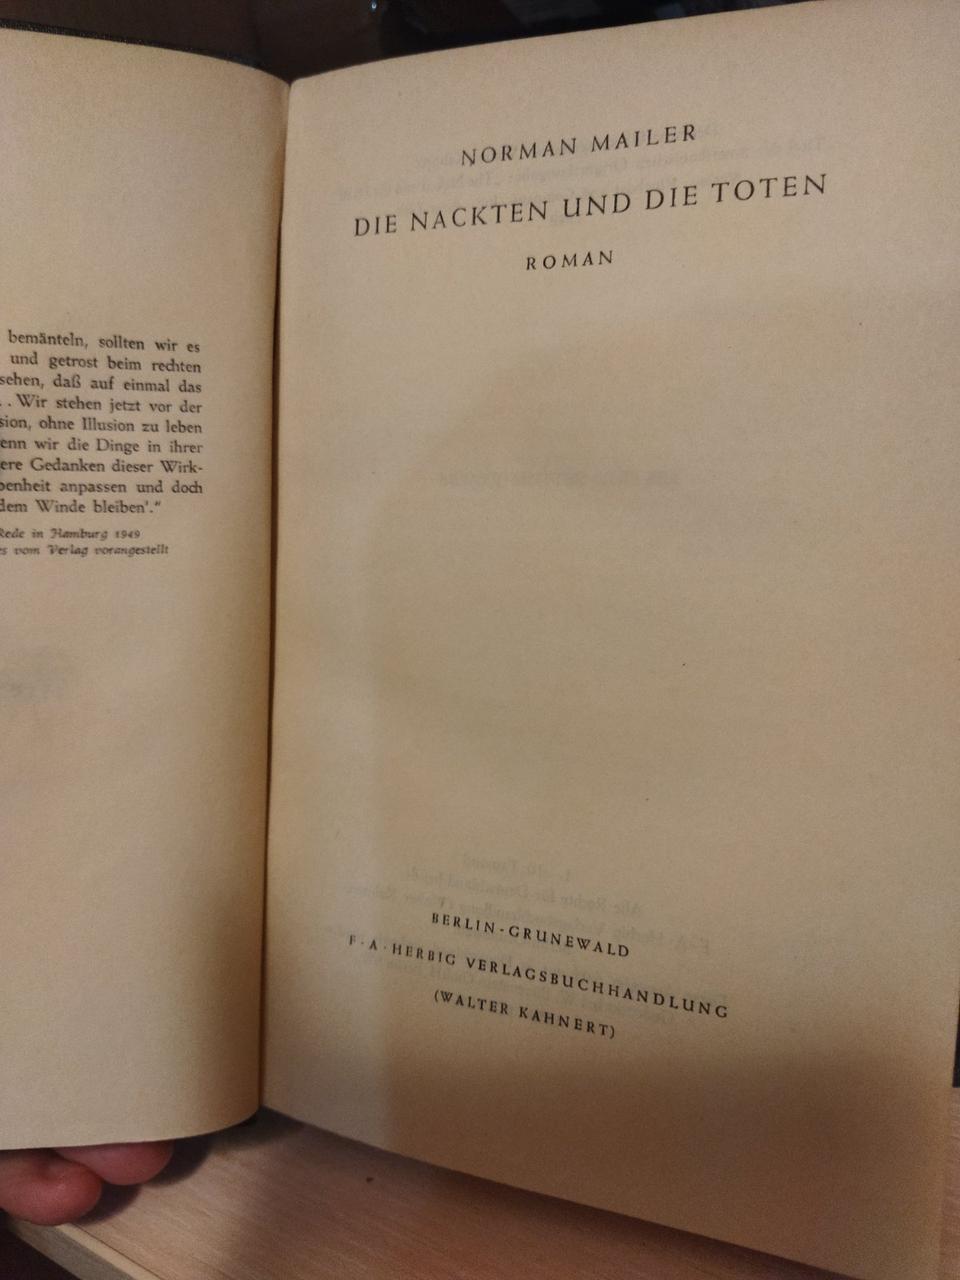 bemänteln, sollten wir es
und getrost beim rechten
sehen, daß auf einmal das
. . Wir stehen jetzt vor der
sion, ohne Illusion zu leben
enn wir die Dinge in ihrer
ere Gedanken dieser Wirk-
benheit anpassen und doch
dem Winde bleiben'.“
Rede in Hamburg 1949
es vom Verlag vorangestellt
NORMAN MAILER
DIE NACKTEN UND DIE TOTEN
ROMAN
BERLIN-GRUNEWALD
F·A·HERBIG VERLAGSBUCHHANDLUNG
(WALTER KAHNERT)